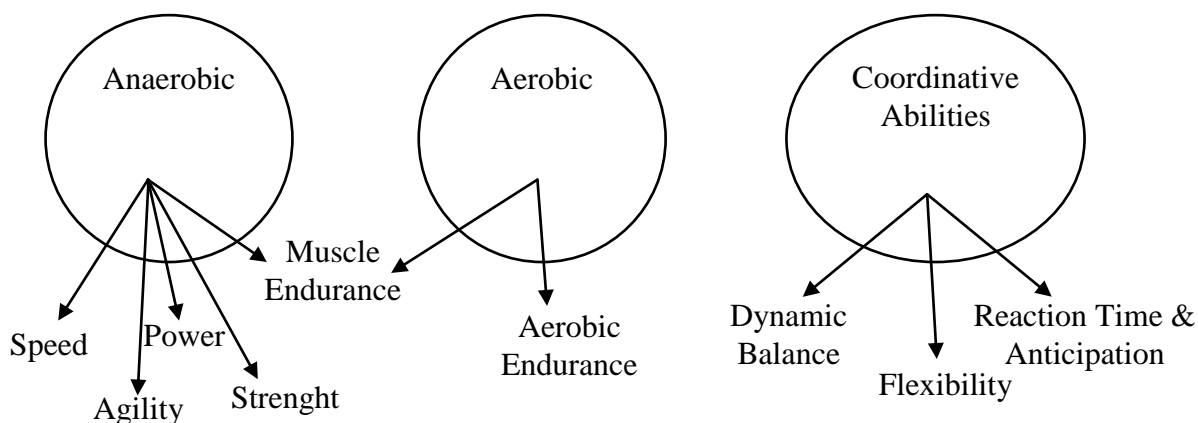 Anaerobic
Aerobic
Coordinative
Abilities
Muscle
Endurance
Speed
Power
Agility
Strenght
Aerobic
Endurance
Dynamic
Balance
Flexibility
Reaction Time &
Anticipation